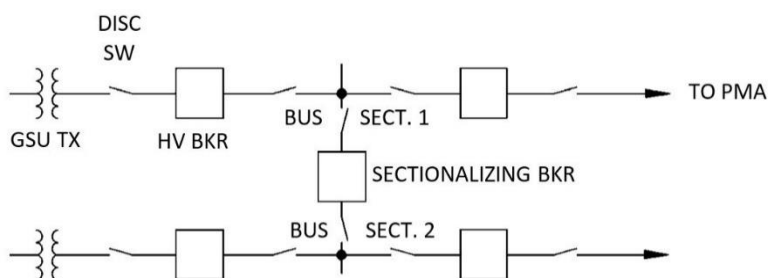 DISC
SW
TO PMA
BUS
SECT. 1
GSU TX
HV BKR
SECTIONALIZING BKR
BUS
SECT. 2